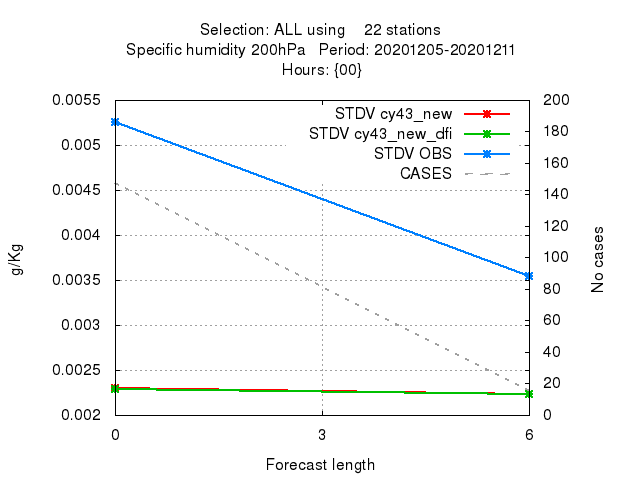 Selection: ALL using    22 stations
Specific humidity 200hPa   Period: 20201205-20201211
Hours: {00}
0.0055
0.005
0.0045
0.004
0.0035
0.003
0.0025
0.002
g/Kg
STDV cy43_new
STDV cy43_new_dfi
STDV OBS
CASES
200
180
160
140
120
100
80
60
40
20
0
No cases
0
3
6
Forecast length